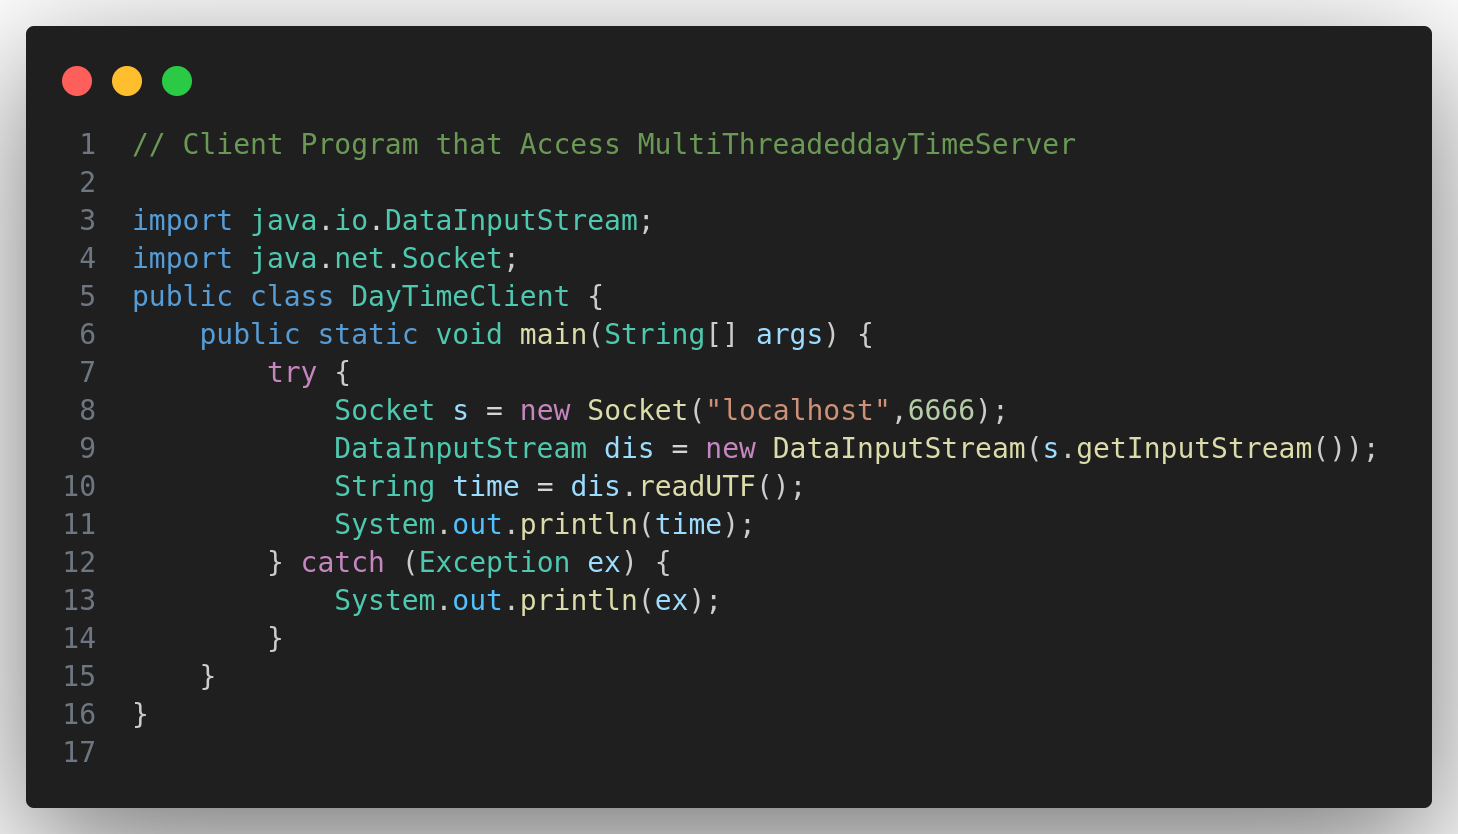 1 // Client Program that Access MultiThreadeddayTimeServer
2
3 import java.io.DataInputStream;
4 import java.net.Socket;
5 public class DayTimeClient {
6     public static void main(String[] args) {
7         try {
8             Socket s = new Socket("localhost",6666);
9             DataInputStream dis = new DataInputStream(s.getInputStream());
10             String time = dis.readUTF();
11             System.out.println(time);
12         } catch (Exception ex) {
13             System.out.println(ex);
14         }
15     }
16 }
17